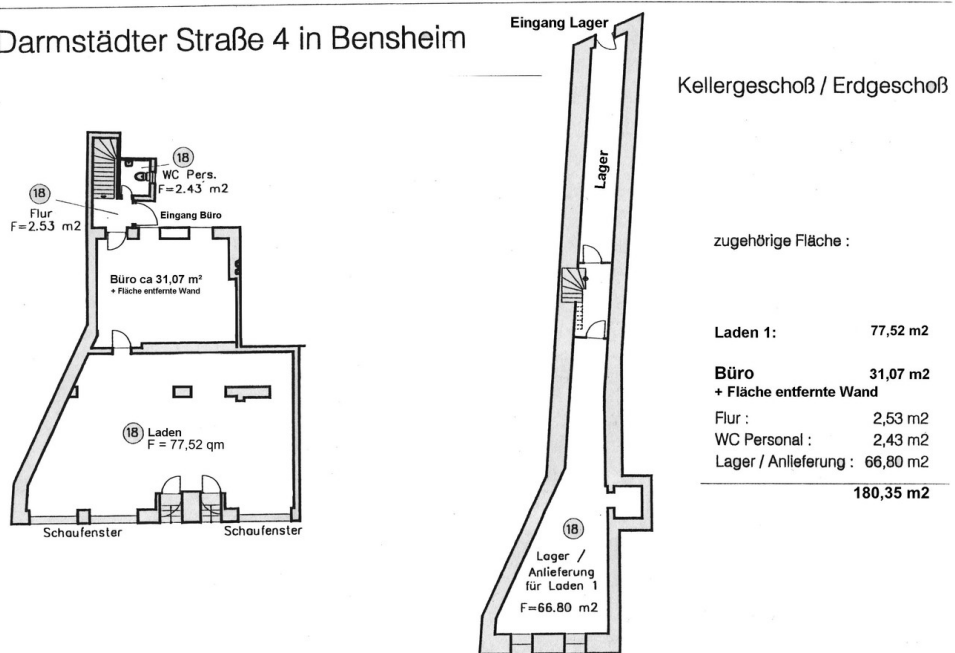 Darmstädter Straße 4 in Bensheim
Eingang Lager
Kellergeschoß / Erdgeschoß
18
WC Pers.
F=2.43 m2
18
Flur
F=2.53 m2
Eingang Büro
Büro ca 31,07 m²
+ Fläche entfernte Wand
18 Laden
F = 77,52 qm
Schaufenster
Schaufenster
Lager
18
Lager /
Anlieferung
für Laden 1
F=66.80 m2
zugehörige Fläche :
Laden 1: 77,52 m2
Büro 31,07 m2
+ Fläche entfernte Wand
Flur : 2,53 m2
WC Personal : 2,43 m2
Lager / Anlieferung : 66,80 m2
180,35 m2